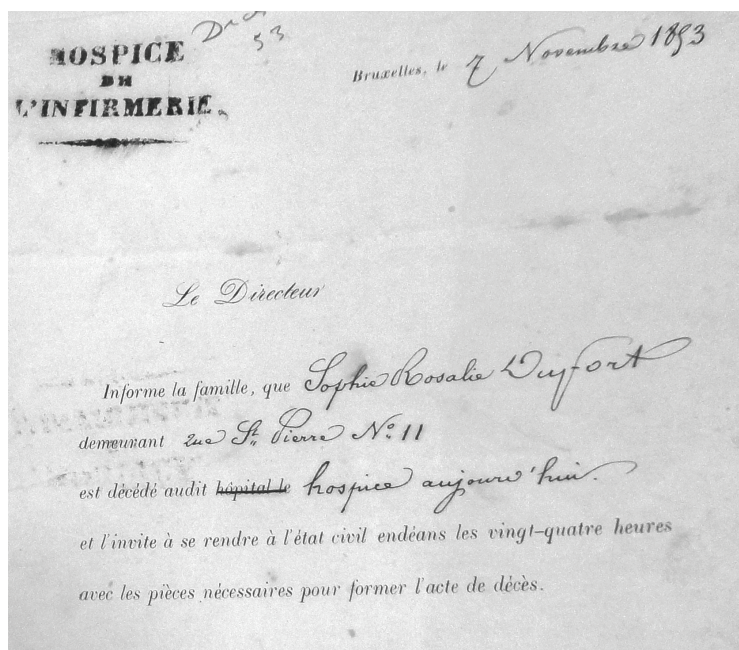 53
HOSPICE
DE
L'INFIRMERIE.
Bruxelles, le 7 Novembre 1853
Le Directeur
Informe la famille, que Sophie Rosalie Dufort
demeurant rue St. Pierre No. 11
est décédé audit hôpital le hospice aujourd'hui.
et l'invite à se rendre à l'état civil endéans les vingt-quatre heures
avec les pièces nécessaires pour former l'acte de décès.